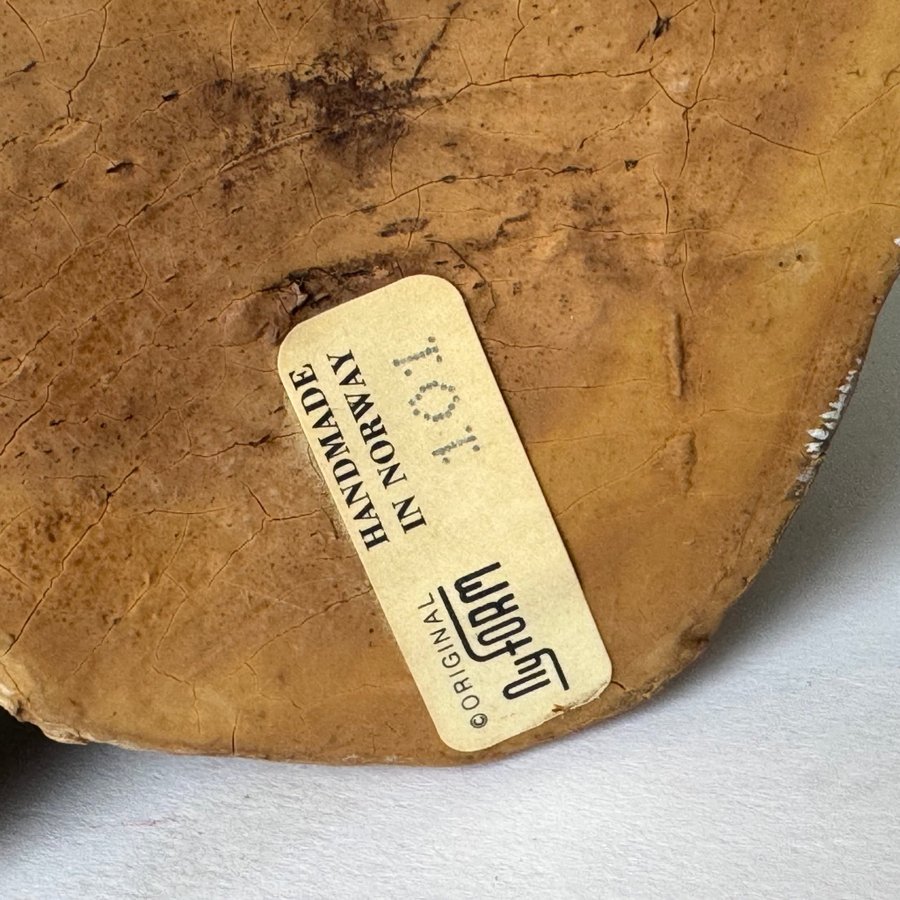 © ORIGINAL
nyFORM
HANDMADE
IN NORWAY
101